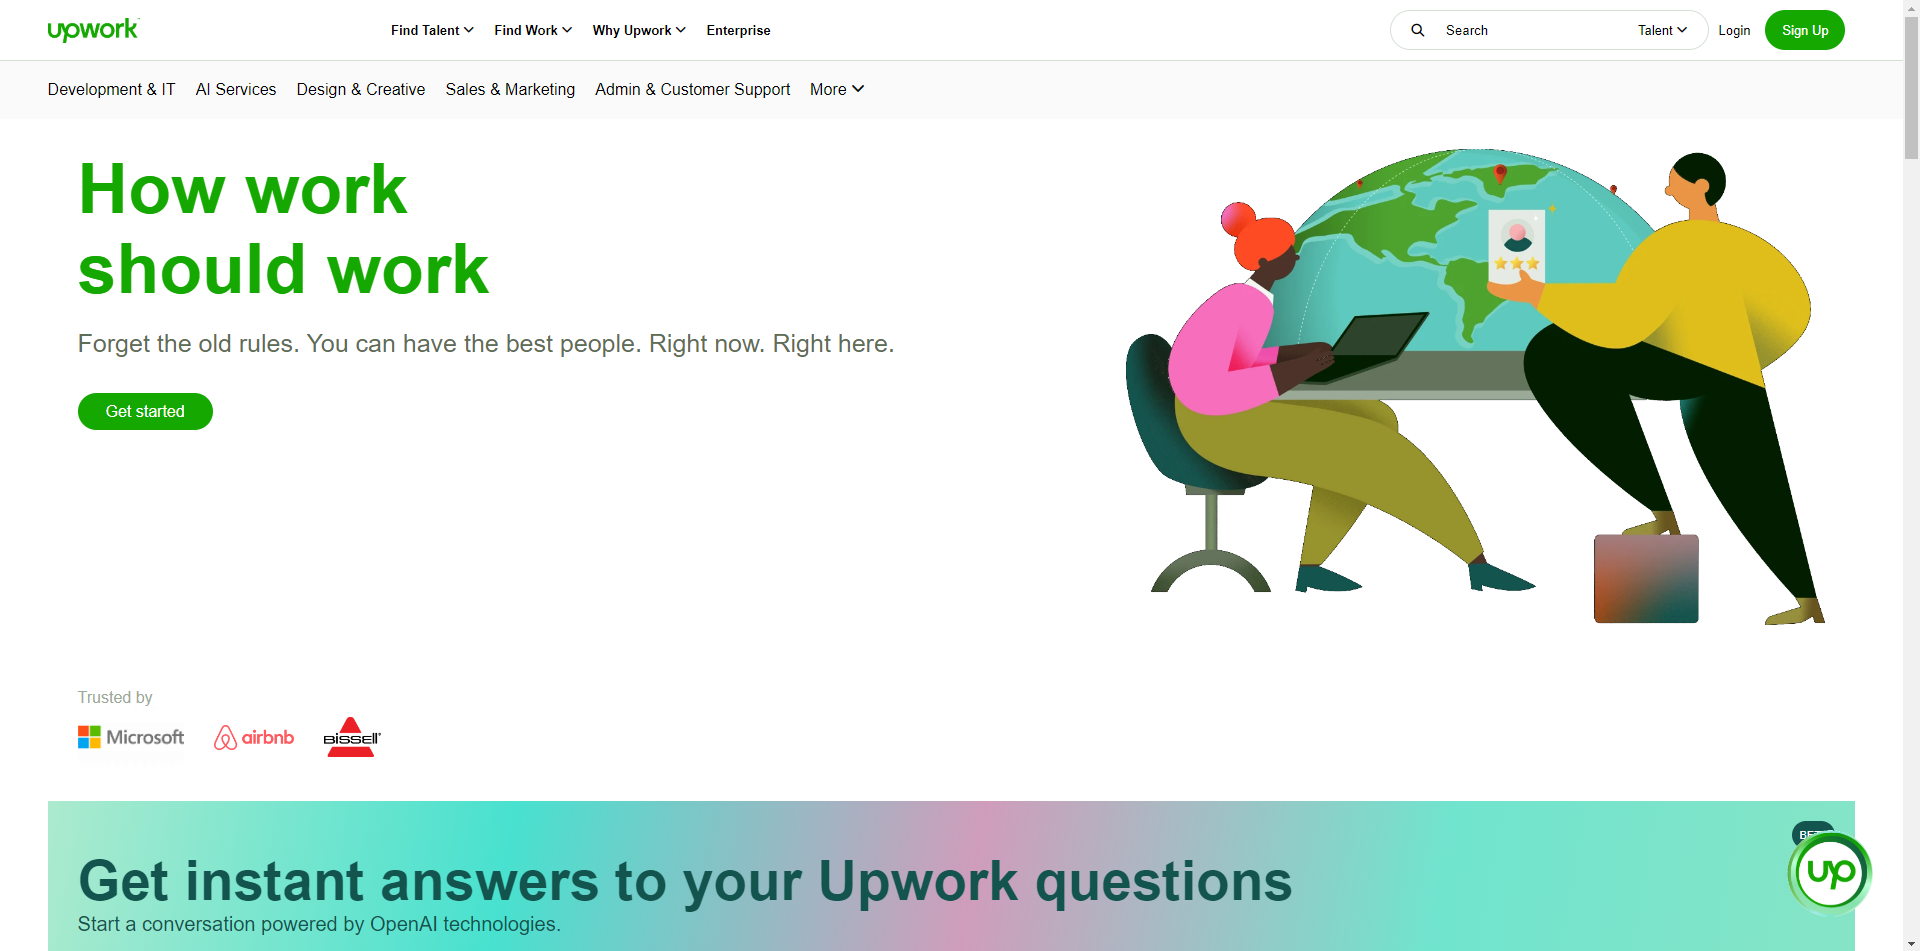 upwork
Find Talent
Find Work
Why Upwork
Enterprise
Search
Talent
Login
Sign Up
Development & IT
AI Services
Design & Creative
Sales & Marketing
Admin & Customer Support
More
How work
should work
Forget the old rules. You can have the best people. Right now. Right here.
Get started
Trusted by
Microsoft
airbnb
BISSELL
Get instant answers to your Upwork questions
Start a conversation powered by OpenAI technologies.
up